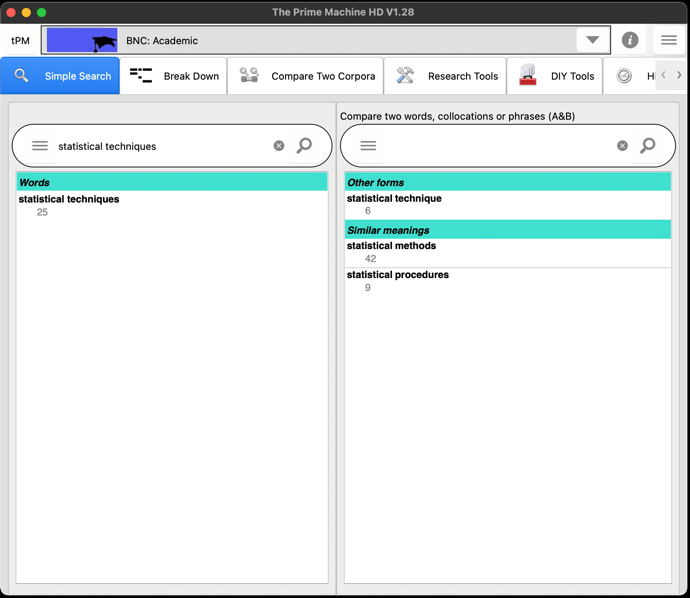 The Prime Machine HD V1.28
tPM
BNC: Academic
Simple Search
Break Down
Compare Two Corpora
Research Tools
DIY Tools
Compare two words, collocations or phrases (A&B)
statistical techniques
Words
statistical techniques
25
Other forms
statistical technique
6
Similar meanings
statistical methods
42
statistical procedures
9